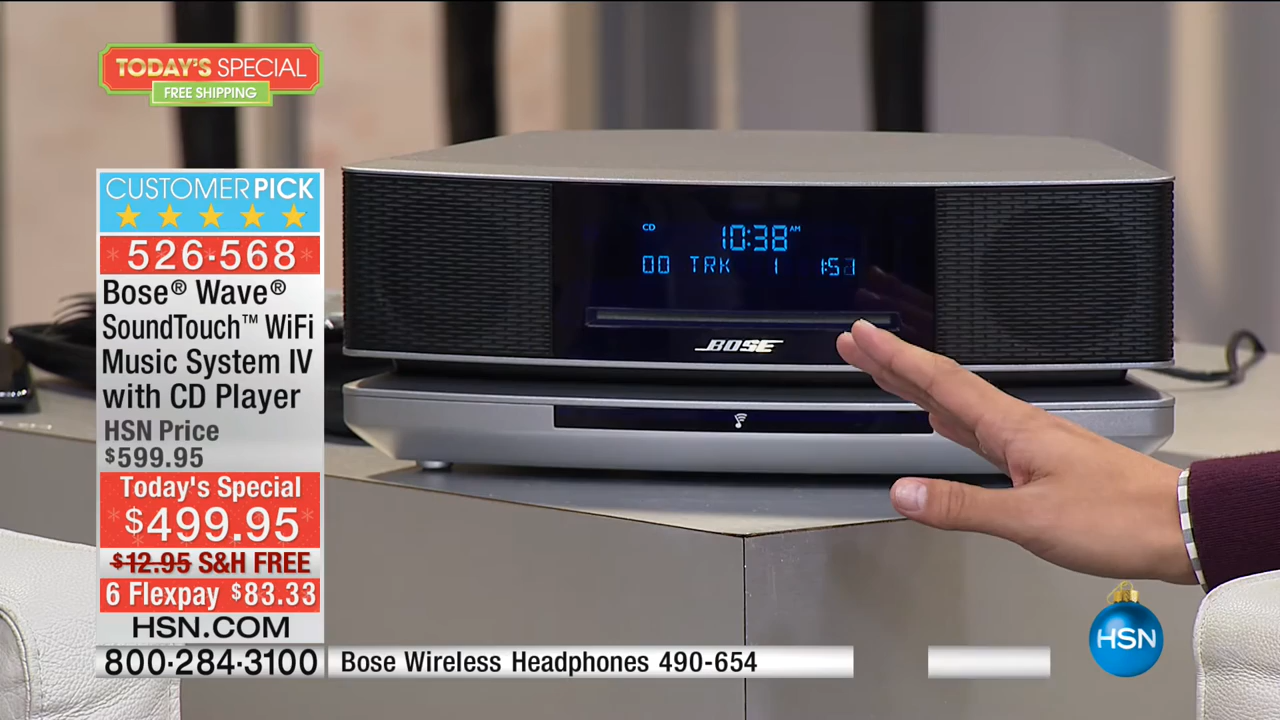 TODAY'S SPECIAL
FREE SHIPPING
CUSTOMER PICK
526-568
Bose® Wave®
SoundTouch™ WiFi
Music System IV
with CD Player
HSN Price
$599.95
Today's Special
$499.95
$12.95 S&H FREE
6 Flexpay $83.33
HSN.COM
800·284·3100
Bose Wireless Headphones 490-654
CD
10:38 AM
00 TRK 1
BOSE
HSN